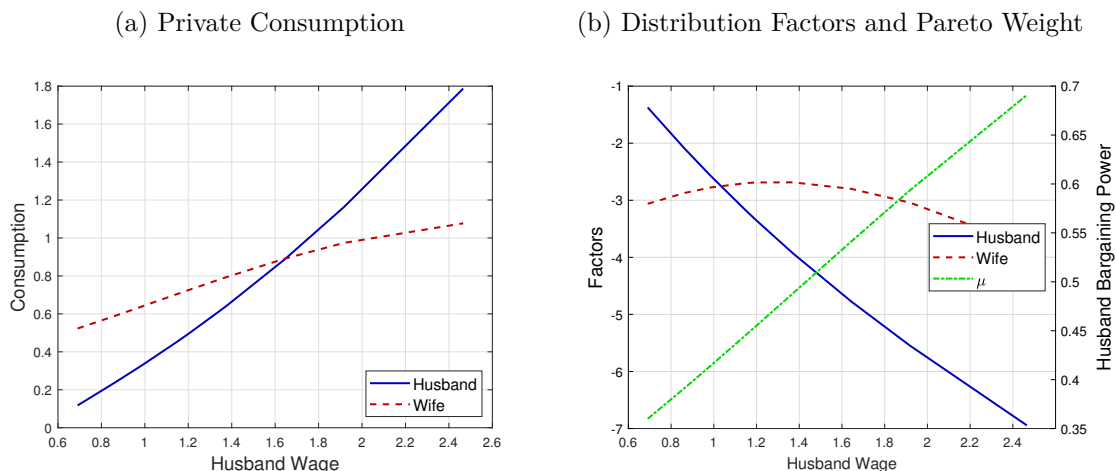 (a) Private Consumption
1.8
1.6
1.4
1.2
1
0.8
0.6
0.4
0.2
0
Consumption
0.6 0.8 1 1.2 1.4 1.6 1.8 2 2.2 2.4 2.6
Husband Wage
Husband
Wife
(b) Distribution Factors and Pareto Weight
-1
-2
-3
-4
-5
-6
-7
Factors
0.7
0.65
0.6
0.55
0.5
0.45
0.4
0.35
Husband Bargaining Power
0.6 0.8 1 1.2 1.4 1.6 1.8 2 2.2 2.4
Husband Wage
Husband
Wife
μ